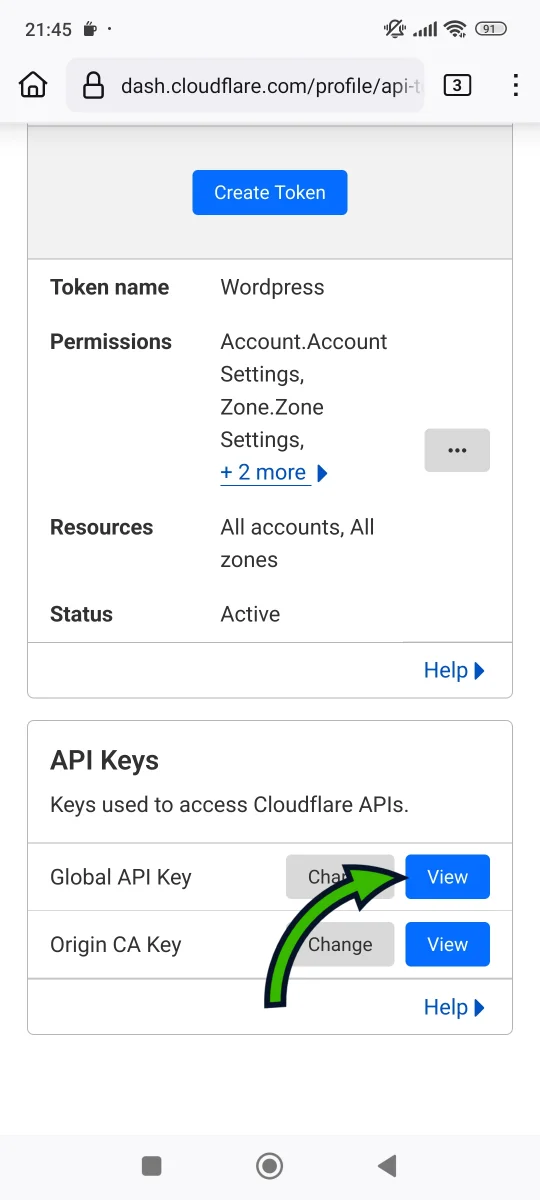 21:45
91
dash.cloudflare.com/profile/api-t
3
Create Token
Token name Wordpress
Permissions Account.Account
Settings,
Zone.Zone
Settings,
+ 2 more
Resources All accounts, All
zones
Status Active
Help
API Keys
Keys used to access Cloudflare APIs.
Global API Key View
Origin CA Key Change View
Help